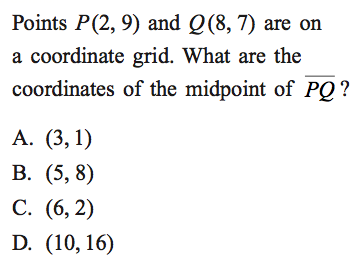 Points P(2, 9) and Q(8, 7) are on
a coordinate grid. What are the
coordinates of the midpoint of PQ ?
A. (3, 1)
B. (5, 8)
C. (6, 2)
D. (10, 16)